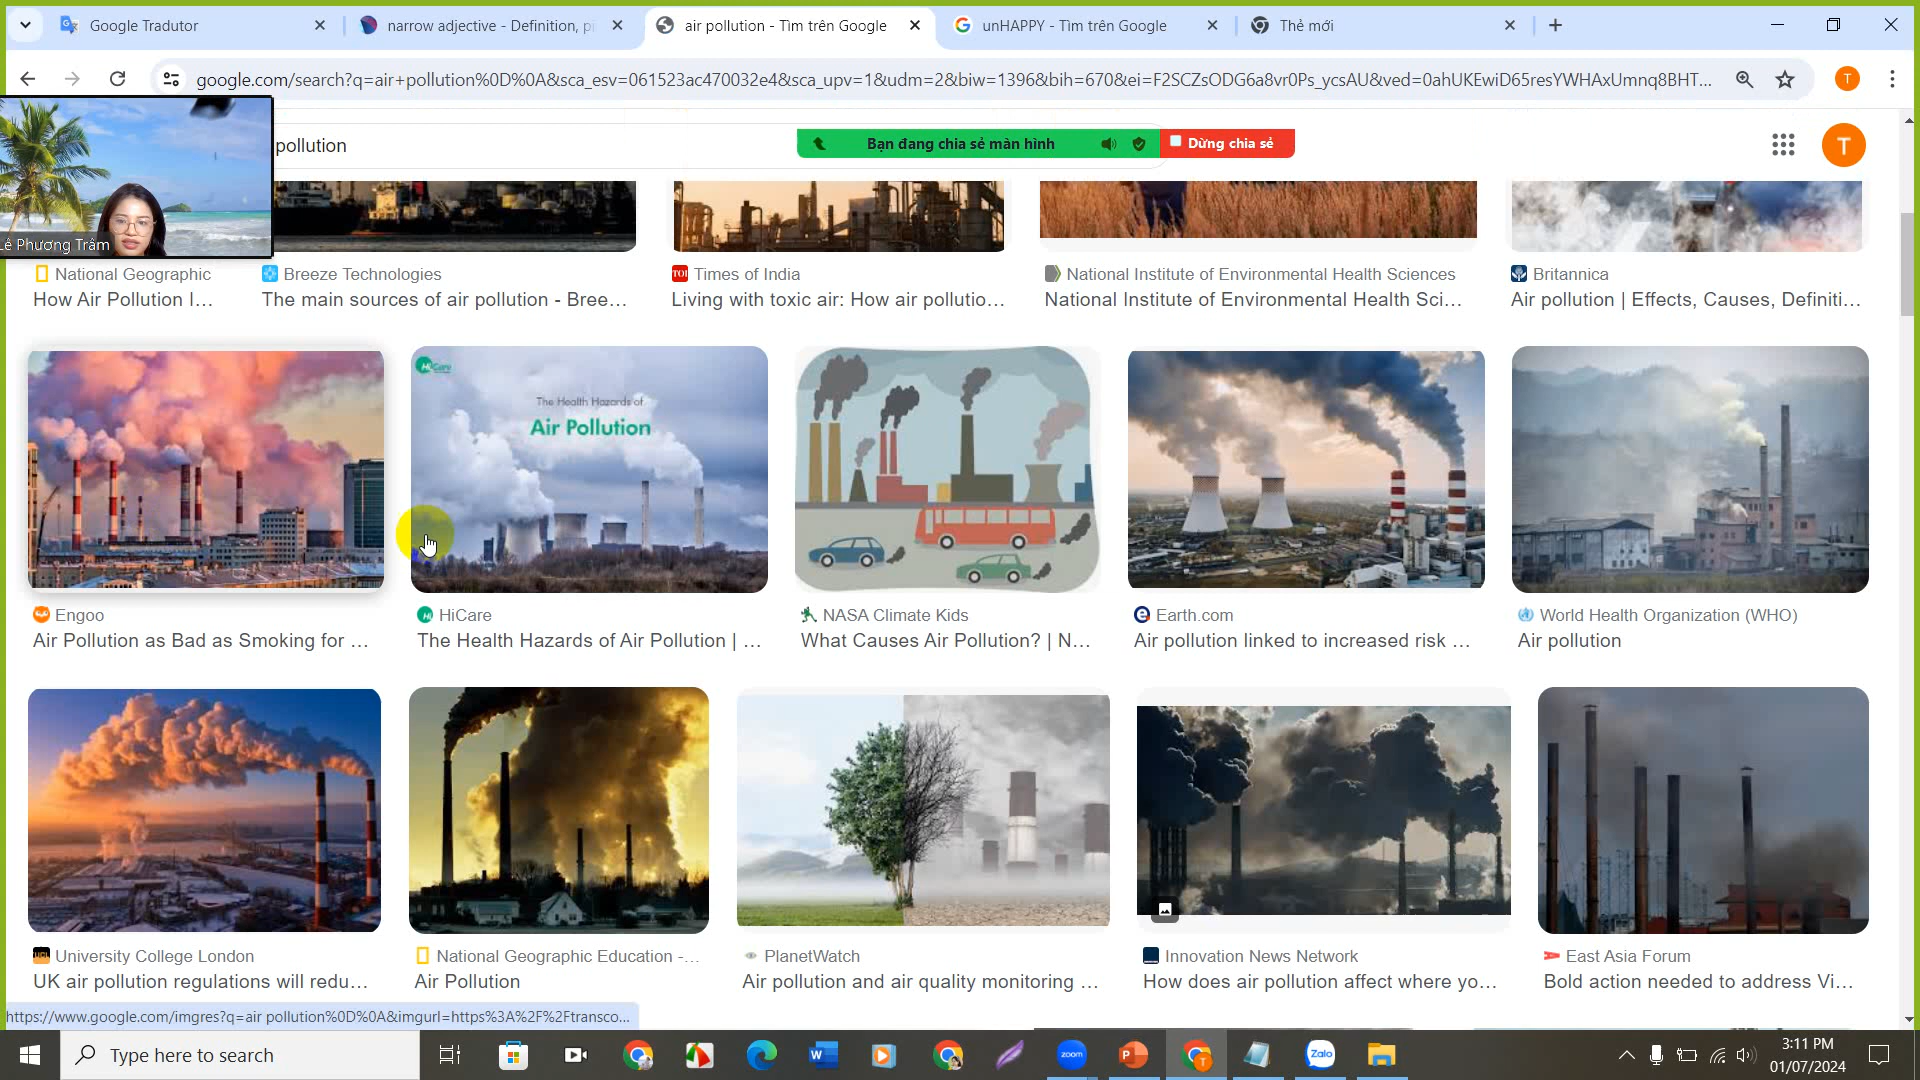 Google Tradutor
narrow adjective - Definition, pi
air pollution - Tìm trên Google
unHAPPY - Tìm trên Google
Thẻ mới
google.com/search?q=air+pollution%0D%0A&sca_esv=061523ac470032e4&sca_upv=1&udm=2&biw=1396&bih=670&ei=F2SCZsODG6a8vr0Ps_ycsAU&ved=0ahUKEwiD65resYWHAxUmnq8BHT...
T
pollution
Bạn đang chia sẻ màn hình
Dừng chia sẻ
T
Lê Phương Trâm
National Geographic
How Air Pollution I...
Breeze Technologies
The main sources of air pollution - Bree...
TOI Times of India
Living with toxic air: How air pollutio...
National Institute of Environmental Health Sciences
National Institute of Environmental Health Sci...
Britannica
Air pollution | Effects, Causes, Definiti...
HiCare
The Health Hazards of
Air Pollution
Engoo
Air Pollution as Bad as Smoking for ...
HiCare
The Health Hazards of Air Pollution | ...
NASA Climate Kids
What Causes Air Pollution? | N...
Earth.com
Air pollution linked to increased risk ...
World Health Organization (WHO)
Air pollution
UCL University College London
UK air pollution regulations will redu...
National Geographic Education -...
Air Pollution
PlanetWatch
Air pollution and air quality monitoring ...
Innovation News Network
How does air pollution affect where yo...
East Asia Forum
Bold action needed to address Vi...
https://www.google.com/imgres?q=air pollution%0D%0A&imgurl=https%3A%2F%2Ftransco...
Type here to search
zoom
Zalo
3:11 PM
01/07/2024